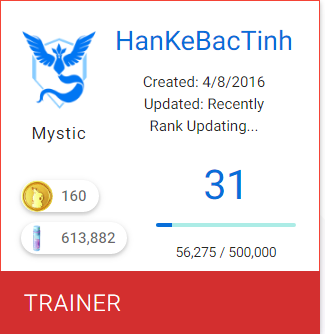 HanKeBacTinh
Created: 4/8/2016
Updated: Recently
Rank Updating...
Mystic
31
160
613,882
56,275 / 500,000
TRAINER